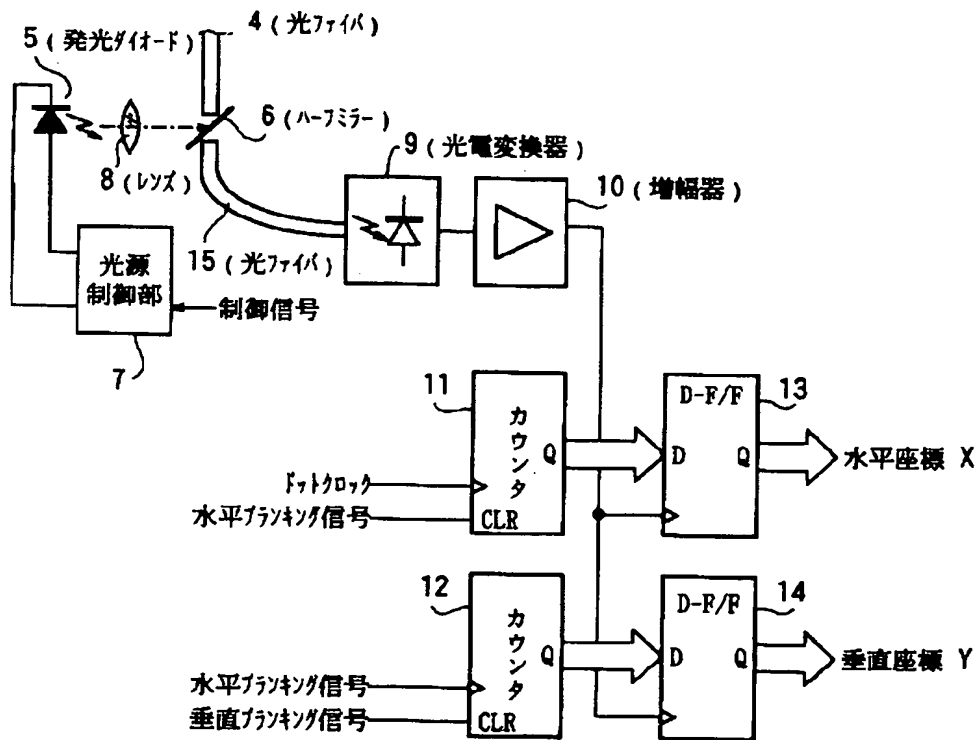 4 (光ファイバ)
5 (発光ダイオード)
6 (ハーフミラー)
9 (光電変換器)
8 (レンズ)
10 (増幅器)
15 (光ファイバ)
光源
制御部
制御信号
7
11
カウンタ
Q
D-F/F
13
D
Q
水平座標 X
ドットクロック
水平ブランキング信号
CLR
12
カウンタ
Q
D-F/F
14
D
Q
垂直座標 Y
水平ブランキング信号
垂直ブランキング信号
CLR